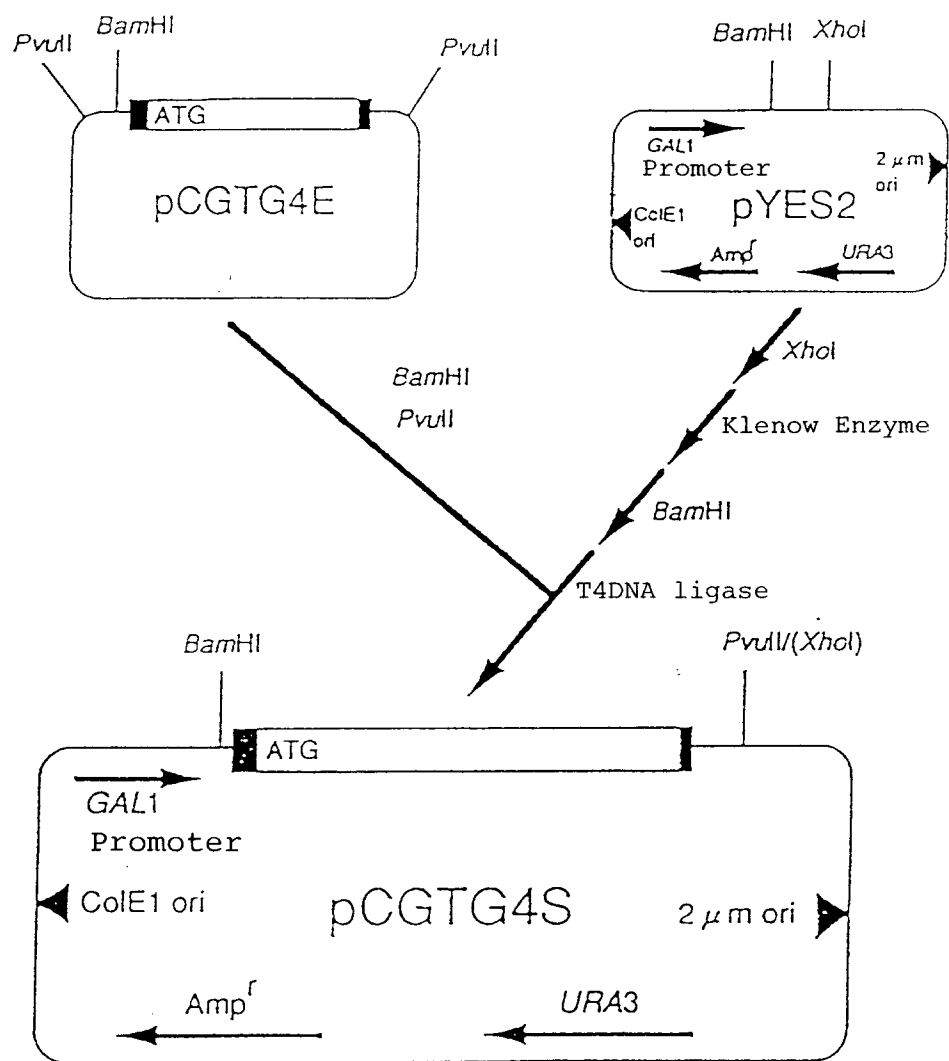 PvuII
BamHI
PvuII
ATG
pCGTG4E
BamHI XhoI
GAL1
Promoter
2 μm
ori
pYES2
ColE1
ori
Ampr
URA3
BamHI
PvuII
XhoI
Klenow Enzyme
BamHI
T4DNA ligase
BamHI
PvuII/(XhoI)
ATG
GAL1
Promoter
ColE1 ori
pCGTG4S
2 μm ori
Ampr
URA3